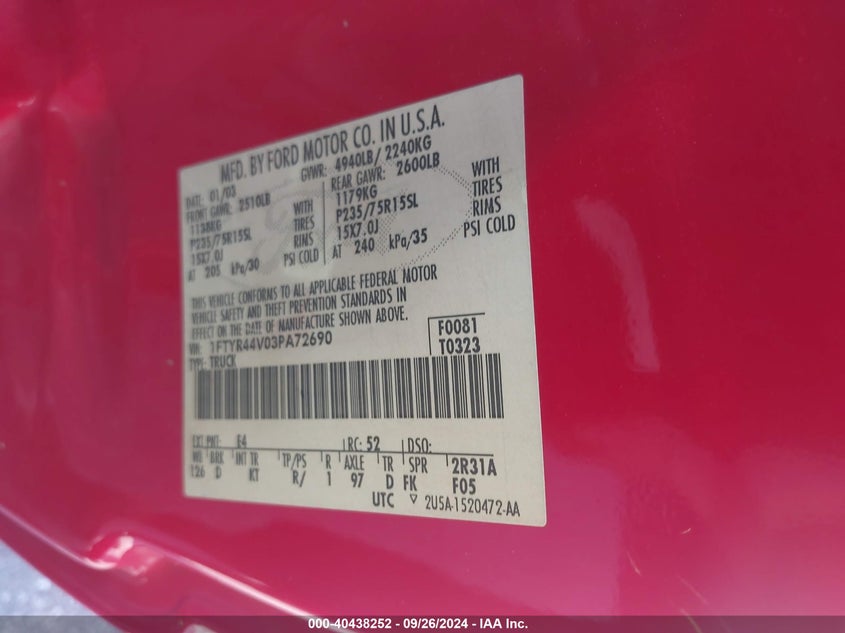 MFD. BY FORD MOTOR CO. IN U.S.A.
DATE: 01/03 GVWR: 4940LB/ 2240KG
FRONT GAWR: 2510LB REAR GAWR: 2600LB
1138KG WITH 1179KG WITH
P235/75R15SL TIRES P235/75R15SL TIRES
15X7.0J RIMS 15X7.0J RIMS
AT 205 kPa/30 PSI COLD AT 240 kPa/35 PSI COLD
THIS VEHICLE CONFORMS TO ALL APPLICABLE FEDERAL MOTOR
VEHICLE SAFETY AND THEFT PREVENTION STANDARDS IN
EFFECT ON THE DATE OF MANUFACTURE SHOWN ABOVE.
VIN: 1FTYR44V03PA72690 F0081
TYPE: TRUCK T0323
EXT PNT: E4 RC: 52 DSO:
WB BRK INT TR TP/PS R AXLE TR SPR 2R31A
126 D KT R/ 1 97 D FK F05
UTC ▽ 2U5A-1520472-AA
000-40438252 - 09/26/2024 - IAA Inc.